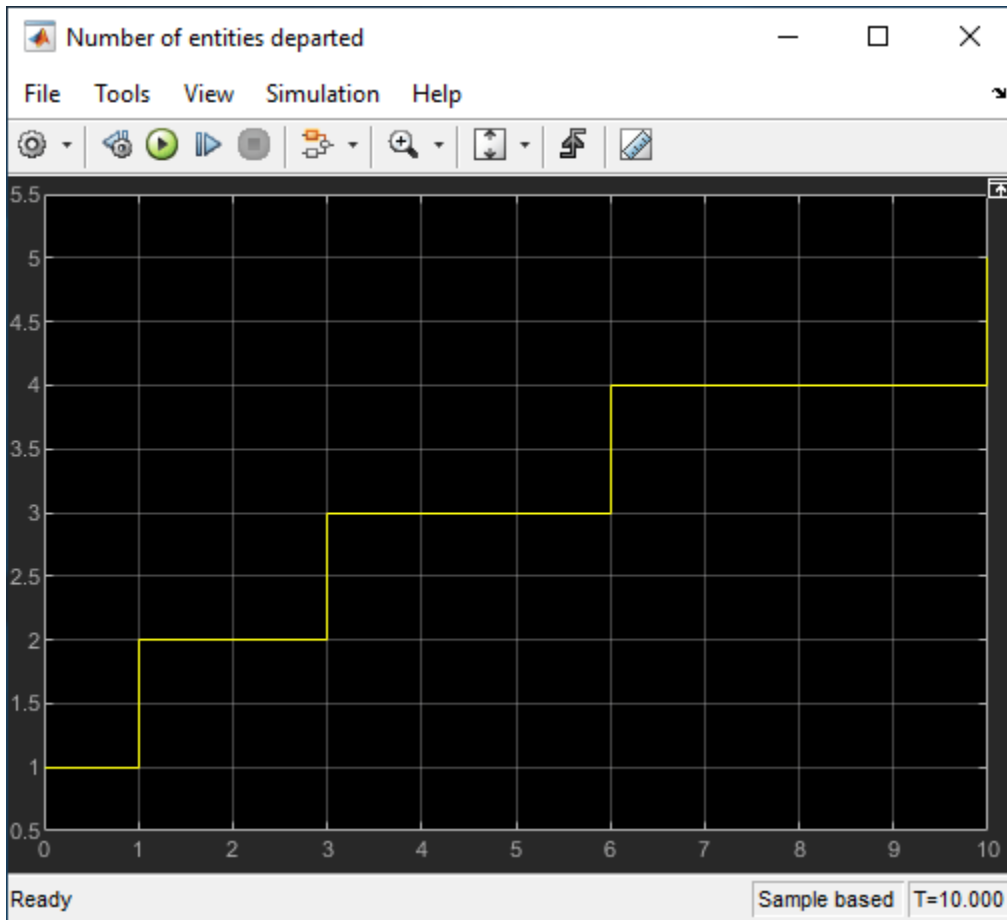 Number of entities departed
File Tools View Simulation Help
5.5
5
4.5
4
3.5
3
2.5
2
1.5
1
0.5
0 1 2 3 4 5 6 7 8 9 10
Ready Sample based T=10.000